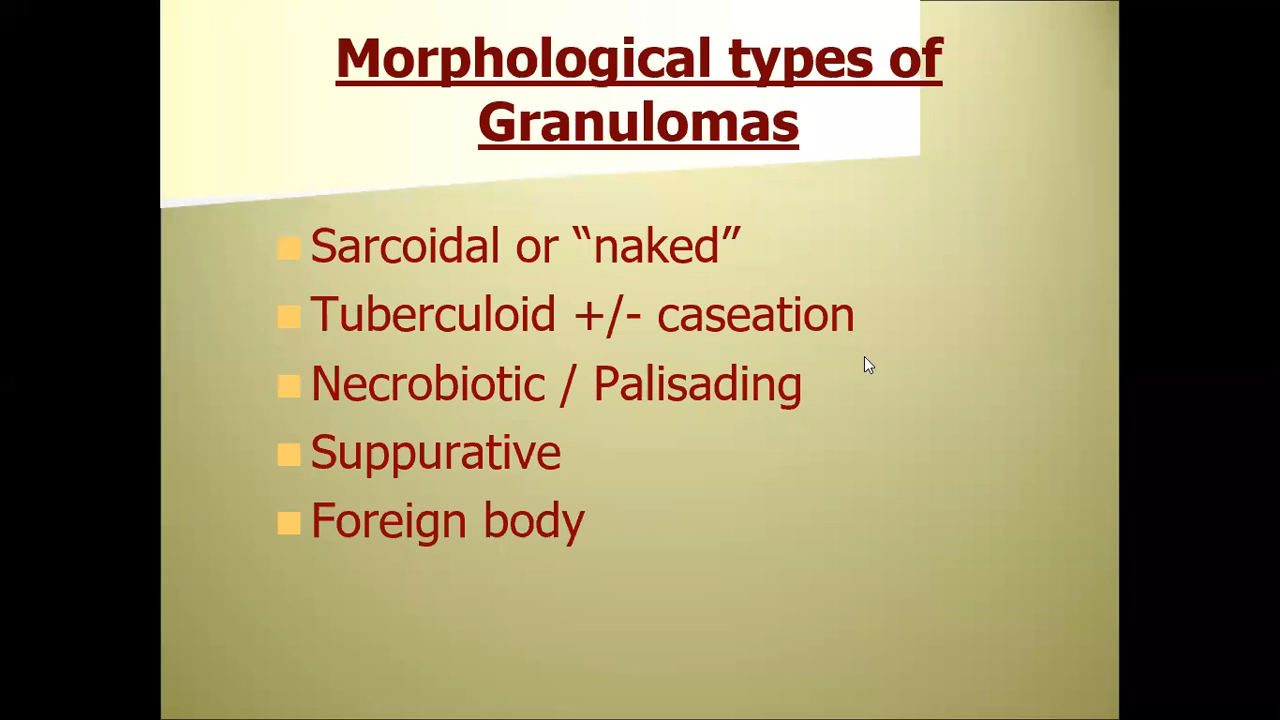 Morphological types of
Granulomas
Sarcoidal or “naked”
Tuberculoid +/- caseation
Necrobiotic / Palisading
Suppurative
Foreign body